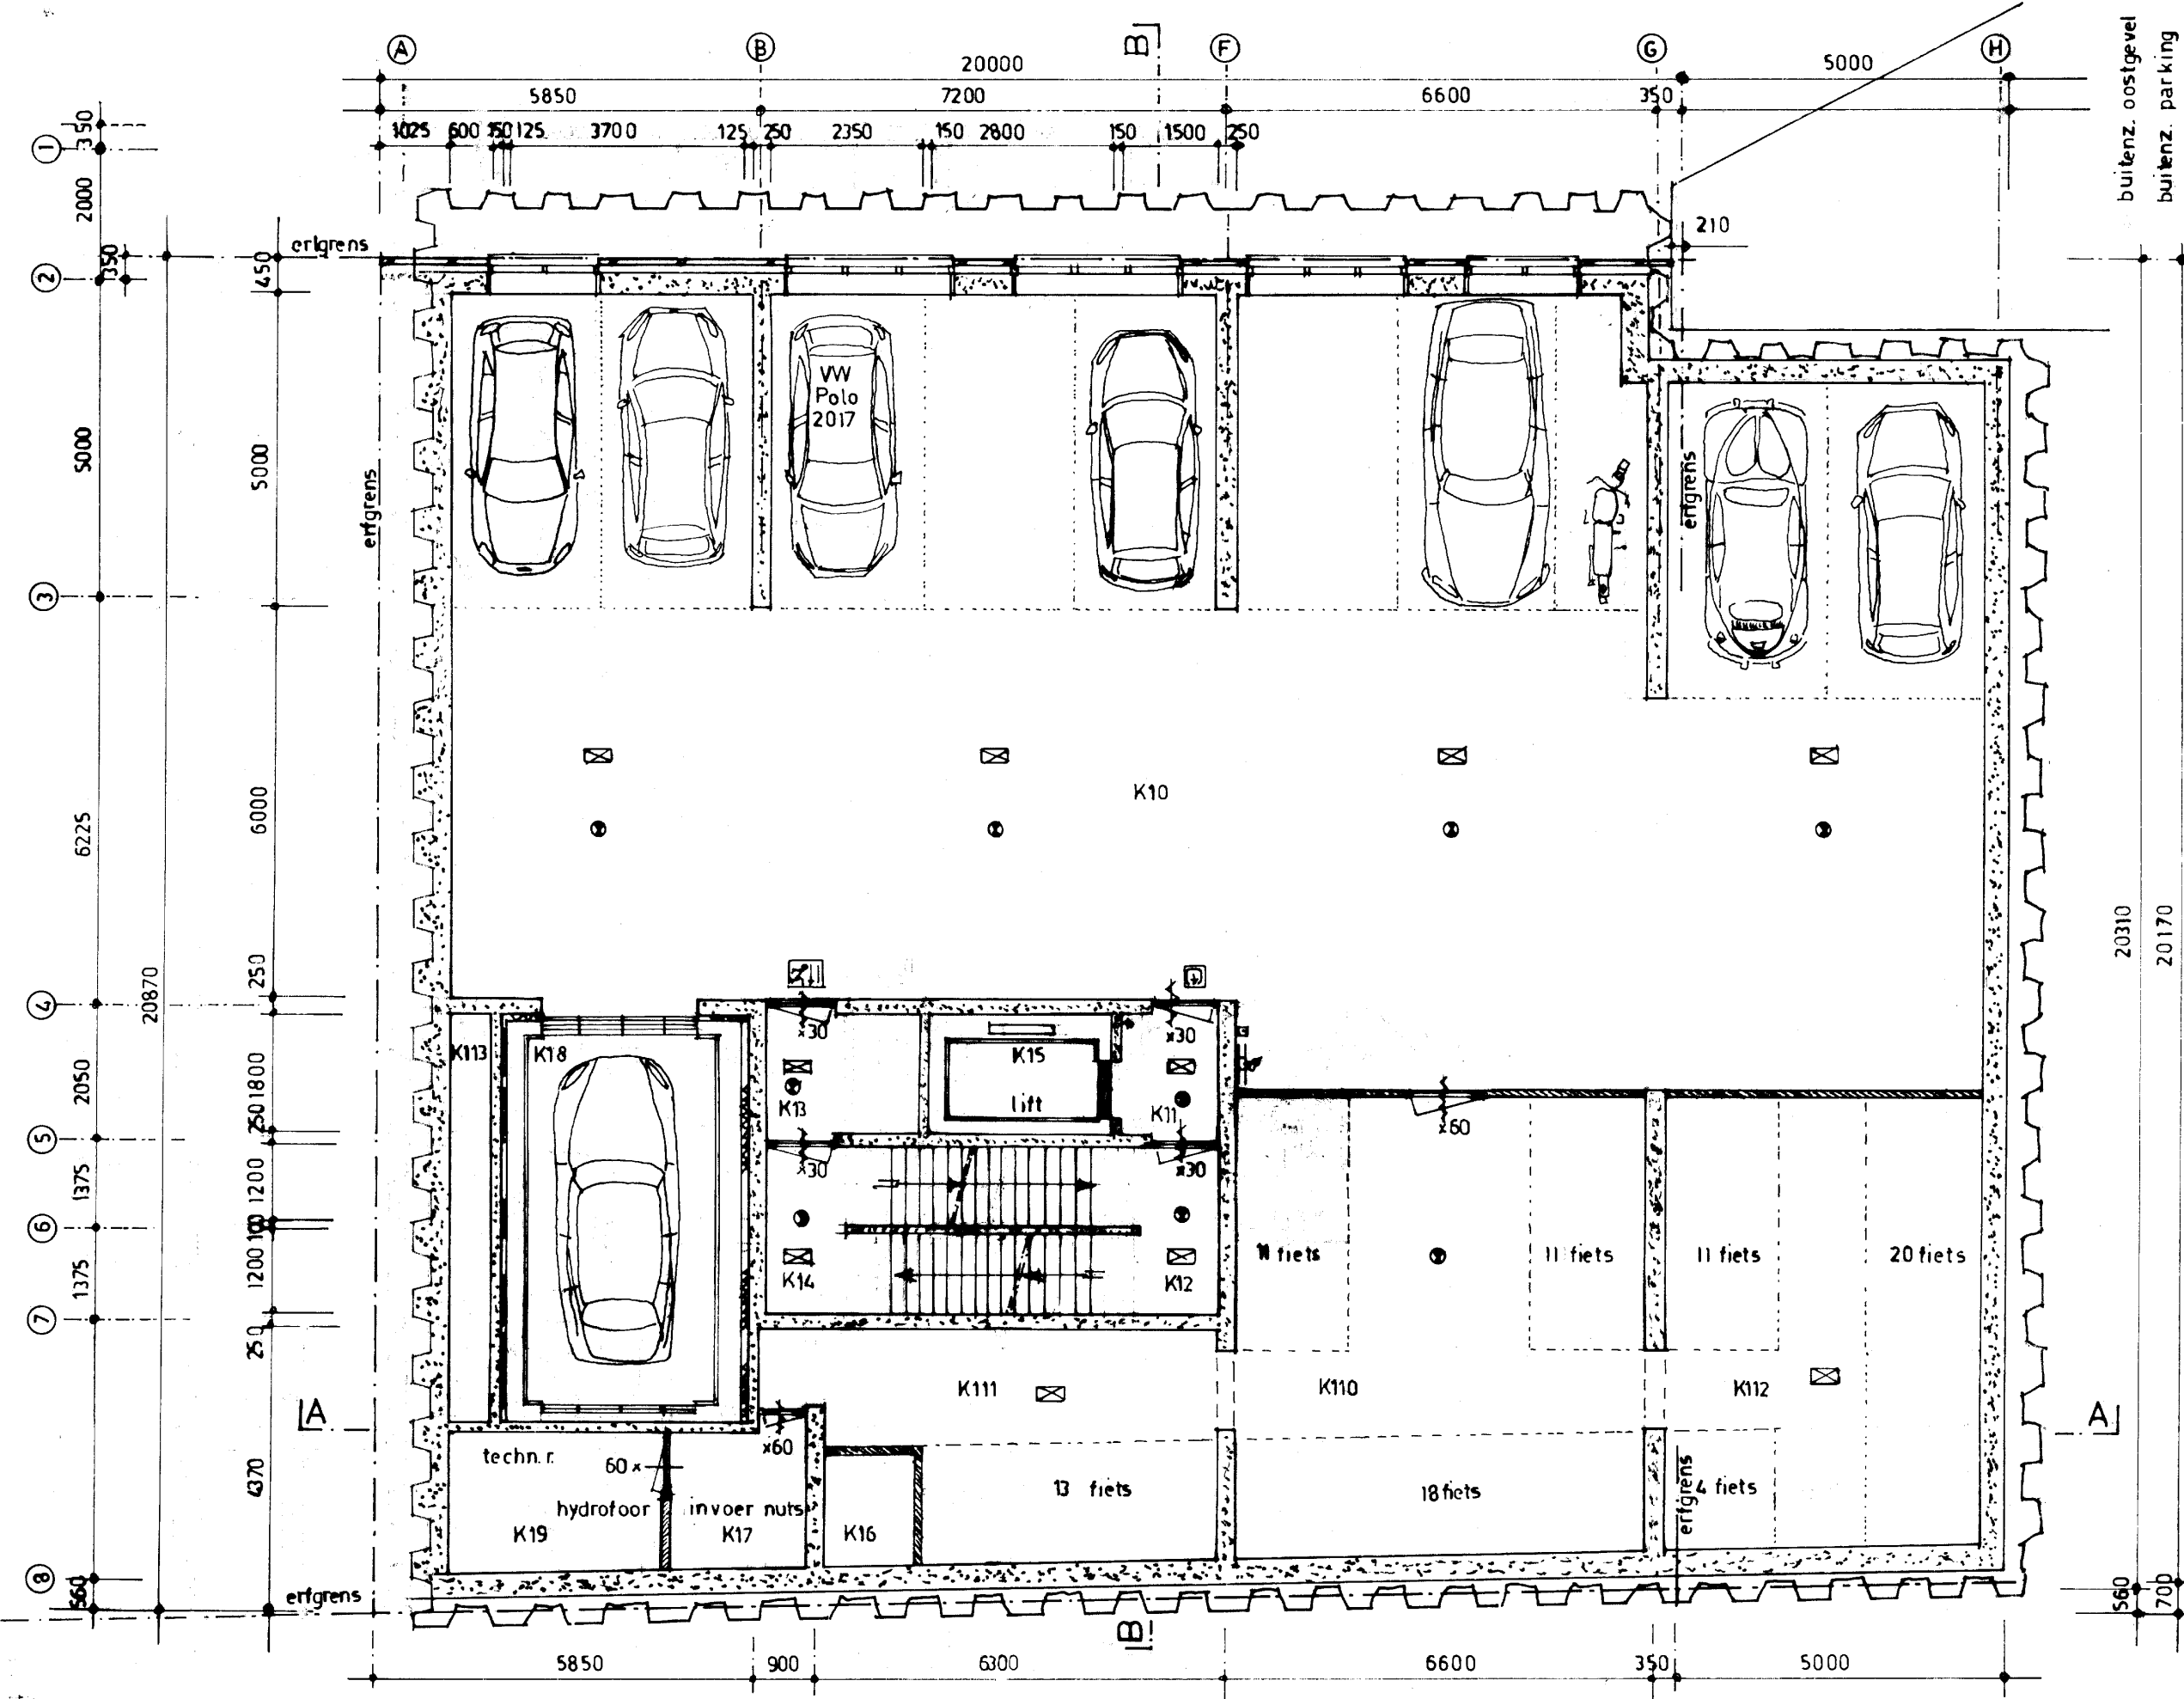 A
B
B
F
G
H
20000
5000
5850
7200
6600
350
1025
600
150
125
3700
125
250
2350
150
2800
150
1500
250
buitenz. oostgevel
buitenz. parking
1
350
2000
2
350
450
erfgrens
210
VW
Polo
2017
5000
5000
erfgrens
erfgrens
3
6225
6000
K10
20870
20310
20170
250
4
x30
x30
K113
K18
K15
lift
K13
K11
2050
1800
250
5
x30
x30
x60
1375
1200
100
6
11 fiets
11 fiets
11 fiets
20 fiets
K14
K12
1375
1200
7
250
K111
K110
K112
A
A
techn. r.
60 x
x60
4370
hydrofoor
invoer nuts
K19
K17
K16
13 fiets
18 fiets
4 fiets
erfgrens
8
560
erfgrens
560
700
B
5850
900
6300
6600
350
5000